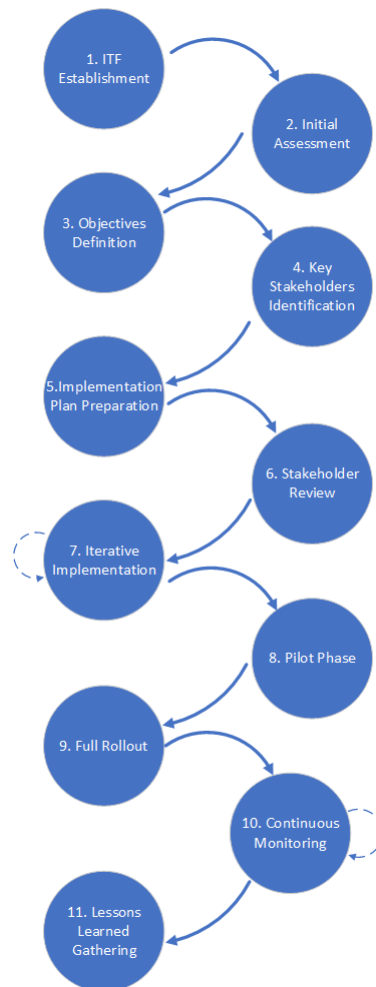 1. ITF
Establishment
2. Initial
Assessment
3. Objectives
Definition
4. Key
Stakeholders
Identification
5.Implementation
Plan Preparation
6. Stakeholder
Review
7. Iterative
Implementation
8. Pilot Phase
9. Full Rollout
10. Continuous
Monitoring
11. Lessons
Learned
Gathering